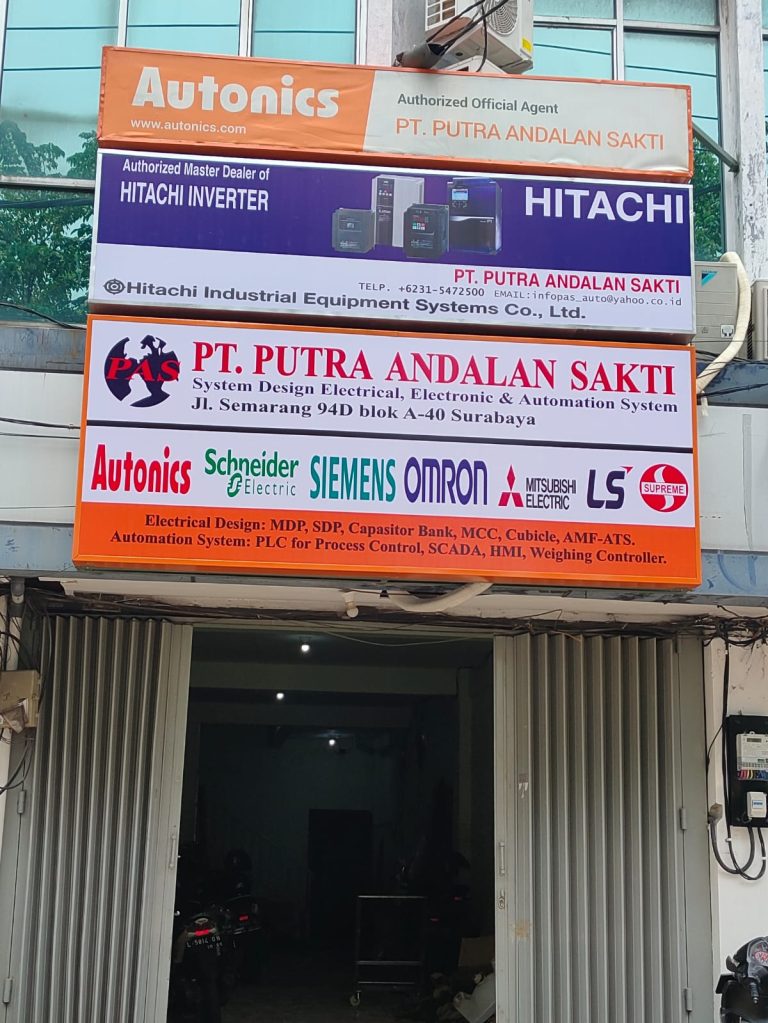 Autonics
www.autonics.com
Authorized Official Agent
PT. PUTRA ANDALAN SAKTI
Authorized Master Dealer of
HITACHI INVERTER
HITACHI
PT. PUTRA ANDALAN SAKTI
TELP. +6231-5472500 EMAIL:infopas_auto@yahoo.co.id
Hitachi Industrial Equipment Systems Co., Ltd.
PAS
PT. PUTRA ANDALAN SAKTI
System Design Electrical, Electronic & Automation System
Jl. Semarang 94D blok A-40 Surabaya
Autonics Schneider Electric SIEMENS OMRON MITSUBISHI ELECTRIC LS SUPREME
Electrical Design: MDP, SDP, Capasitor Bank, MCC, Cubicle, AMF-ATS.
Automation System: PLC for Process Control, SCADA, HMI, Weighing Controller.